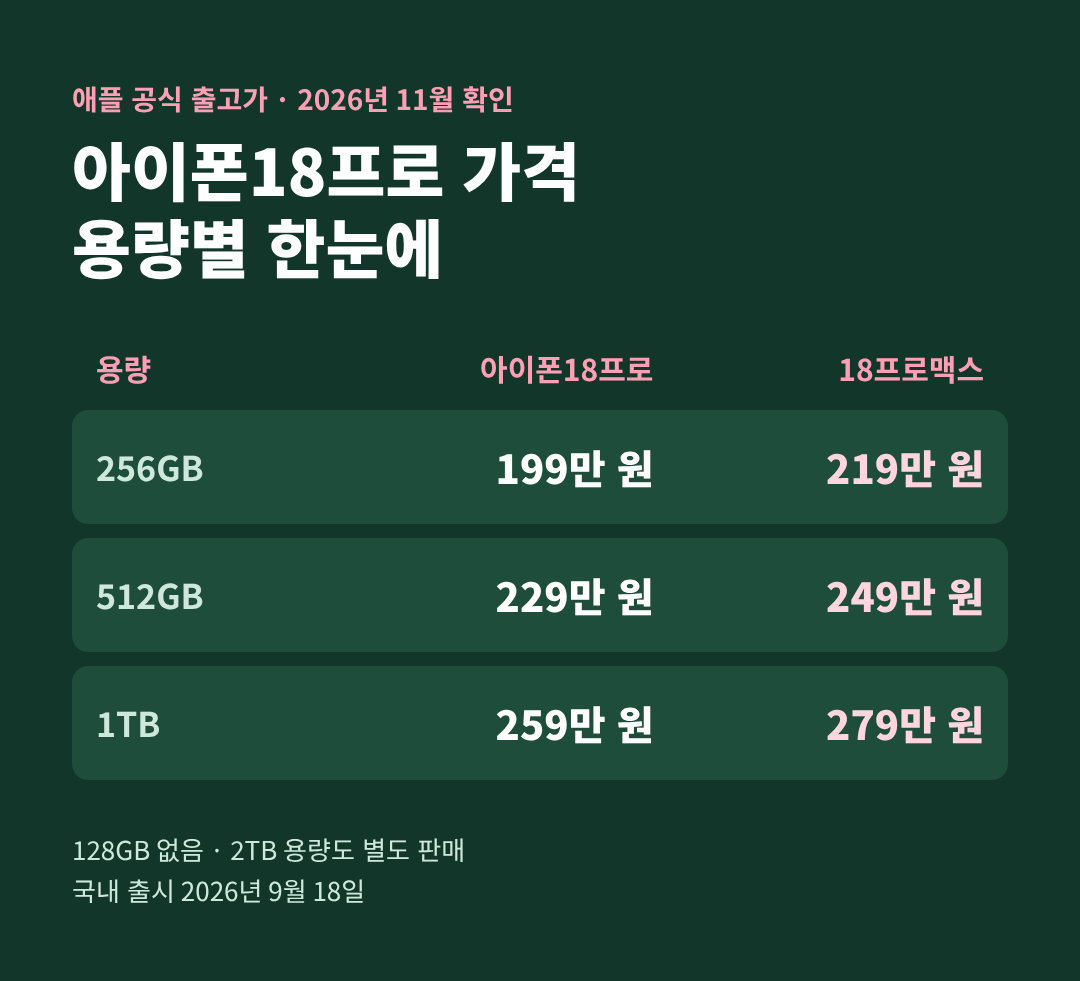 애플 공식 출고가 · 2026년 11월 확인
아이폰18프로 가격
용량별 한눈에
용량 아이폰18프로 18프로맥스
256GB 199만 원 219만 원
512GB 229만 원 249만 원
1TB 259만 원 279만 원
128GB 없음 · 2TB 용량도 별도 판매
국내 출시 2026년 9월 18일